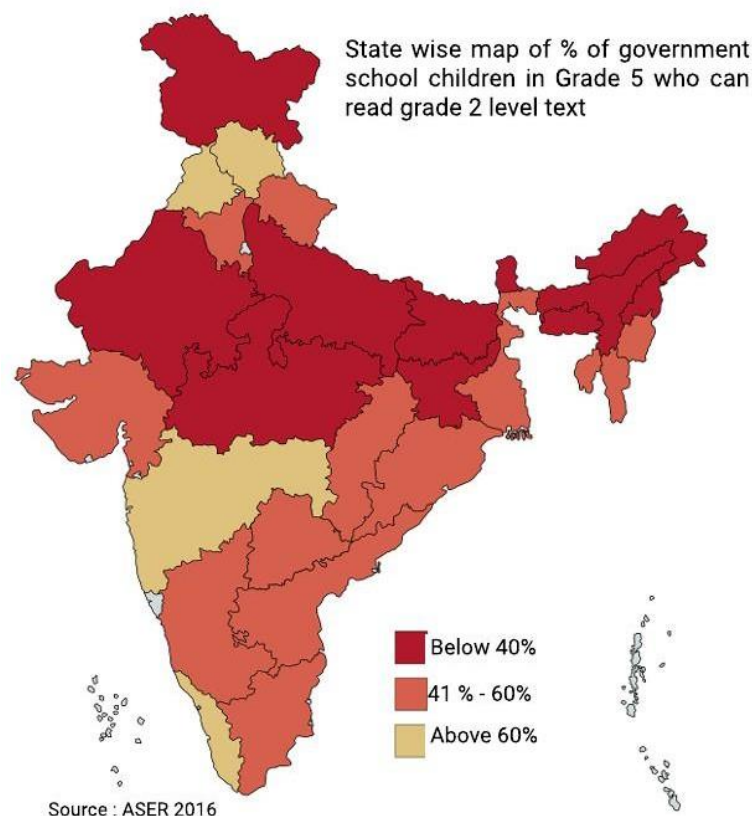 State wise map of % of government
school children in Grade 5 who can
read grade 2 level text
Below 40%
41 % - 60%
Above 60%
Source : ASER 2016